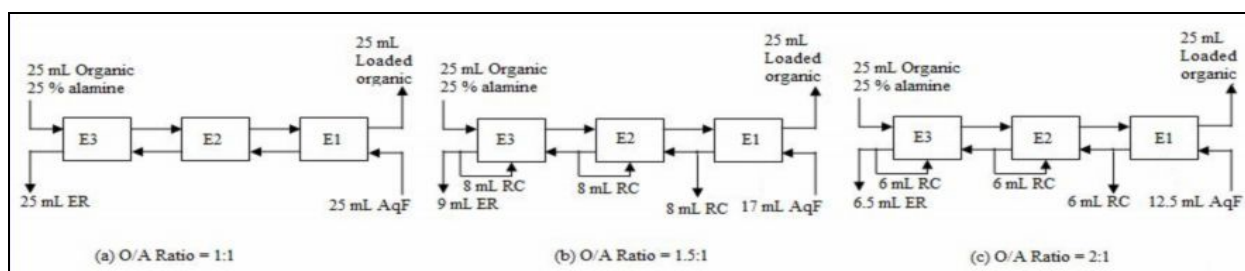 25 mL Organic
25 % alamine
25 mL
Loaded
organic
E3
E2
E1
25 mL ER
25 mL AqF
(a) O/A Ratio = 1:1
25 mL Organic
25 % alamine
25 mL
Loaded
organic
E3
E2
E1
8 mL RC
8 mL RC
9 mL ER
8 mL RC
17 mL AqF
(b) O/A Ratio = 1.5:1
25 mL Organic
25 % alamine
25 mL
Loaded
organic
E3
E2
E1
6 mL RC
6 mL RC
6.5 mL ER
6 mL RC
12.5 mL AqF
(c) O/A Ratio = 2:1